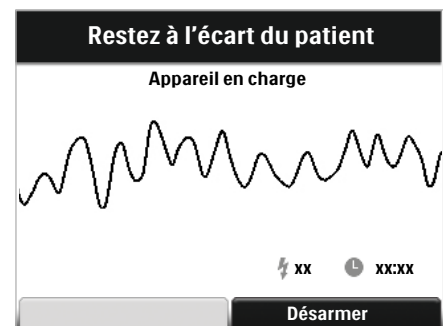 Restez à l'écart du patient
Appareil en charge
xx xx:xx
Désarmer